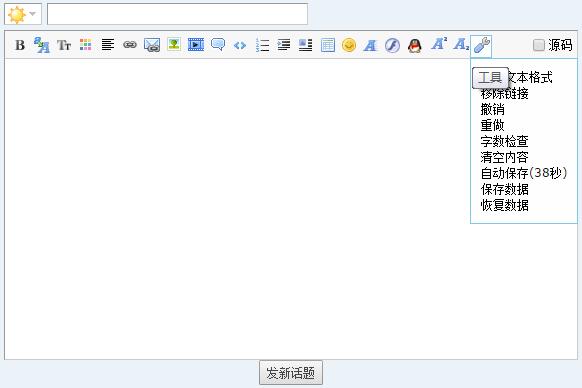 B
Tт
源码
工具
文本格式
移除链接
撤销
重做
字数检查
清空内容
自动保存(38秒)
保存数据
恢复数据
发新话题